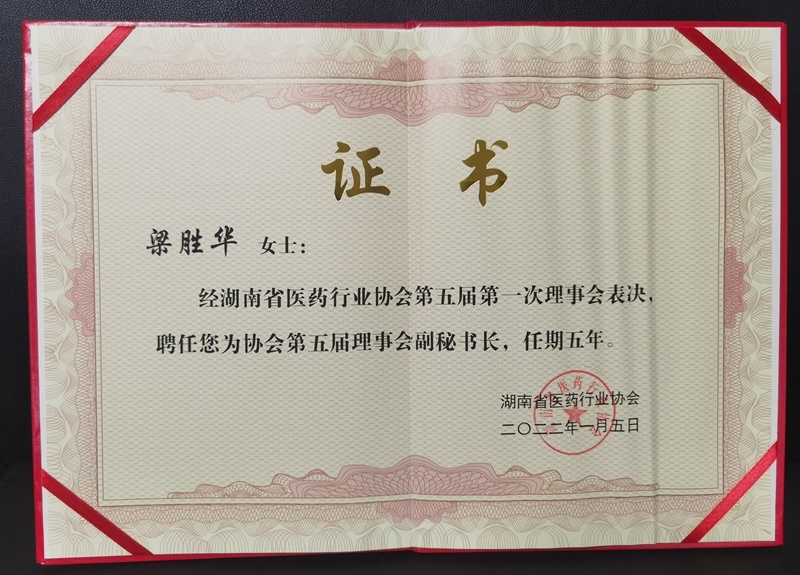 证 书
梁胜华 女士：
经湖南省医药行业协会第五届第一次理事会表决，
聘任您为协会第五届理事会副秘书长，任期五年。
湖南省医药行业协会
二〇二二年一月五日